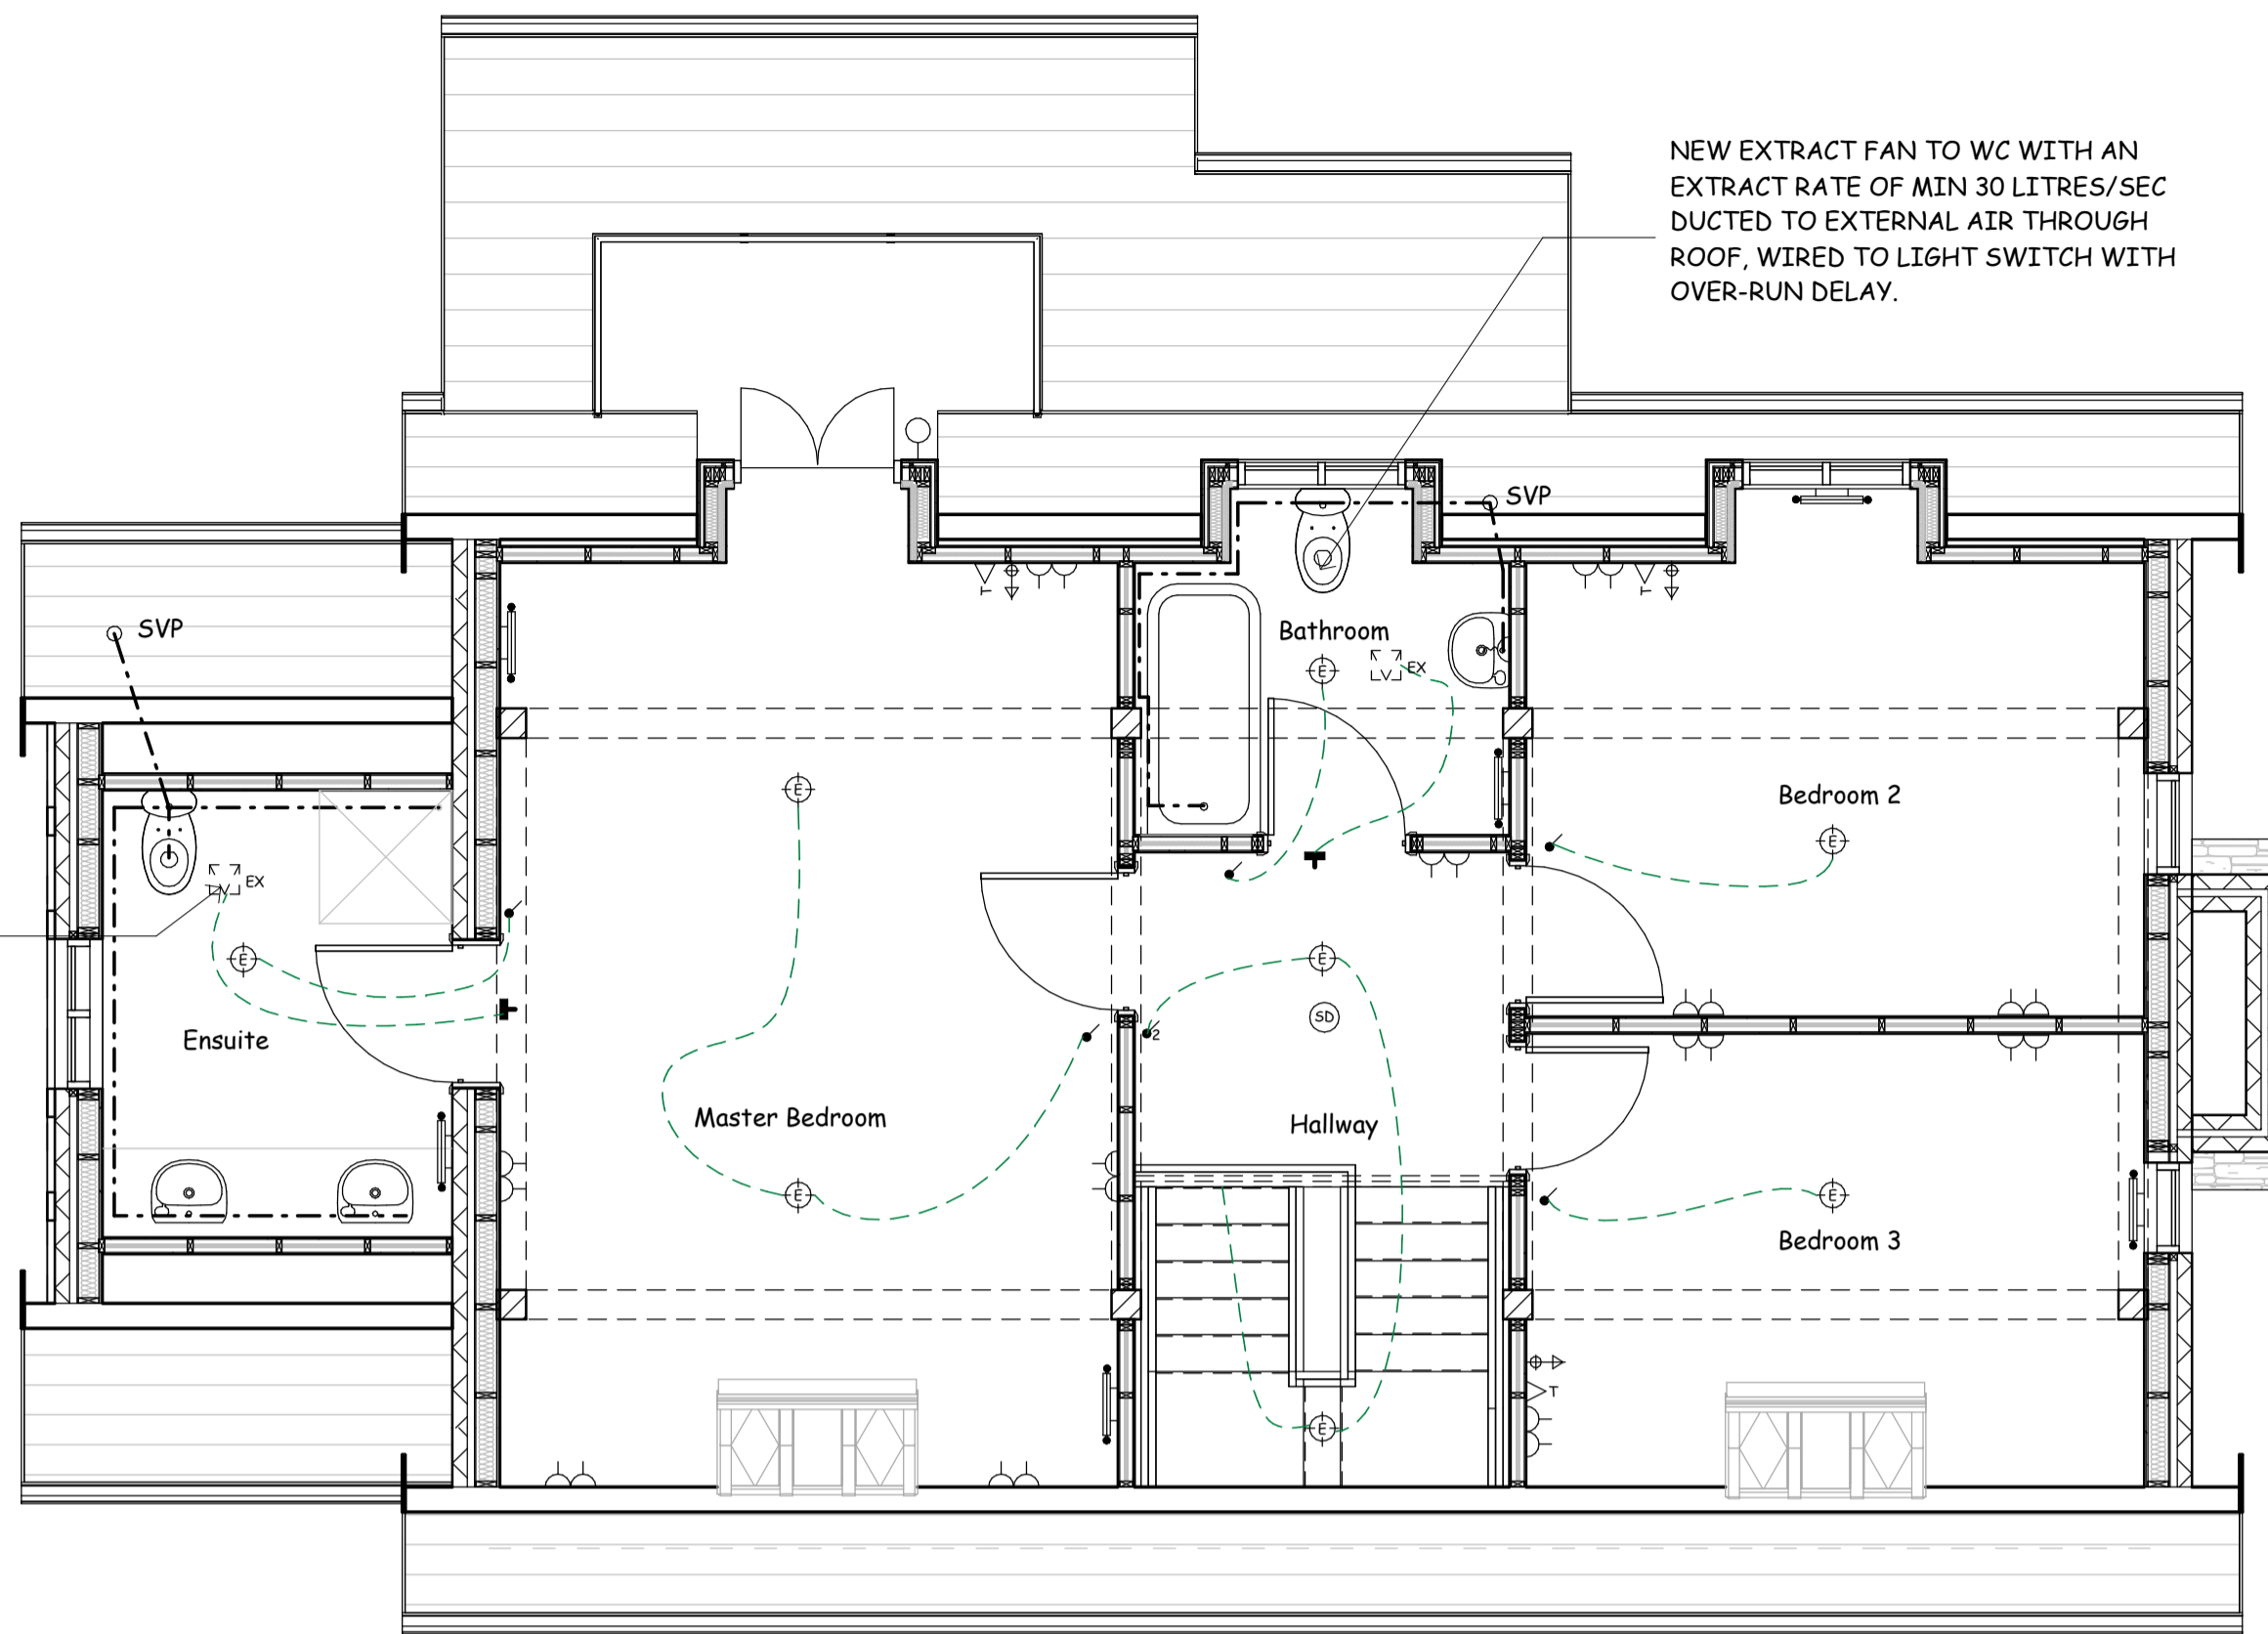 NEW EXTRACT FAN TO WC WITH AN
EXTRACT RATE OF MIN 30 LITRES/SEC
DUCTED TO EXTERNAL AIR THROUGH
ROOF, WIRED TO LIGHT SWITCH WITH
OVER-RUN DELAY.
SVP
T
T
SVP
Bathroom
E
EX
E
Bedroom 2
E
EX
E
E
SD
2
Ensuite
Master Bedroom
Hallway
E
E
Bedroom 3
T
E